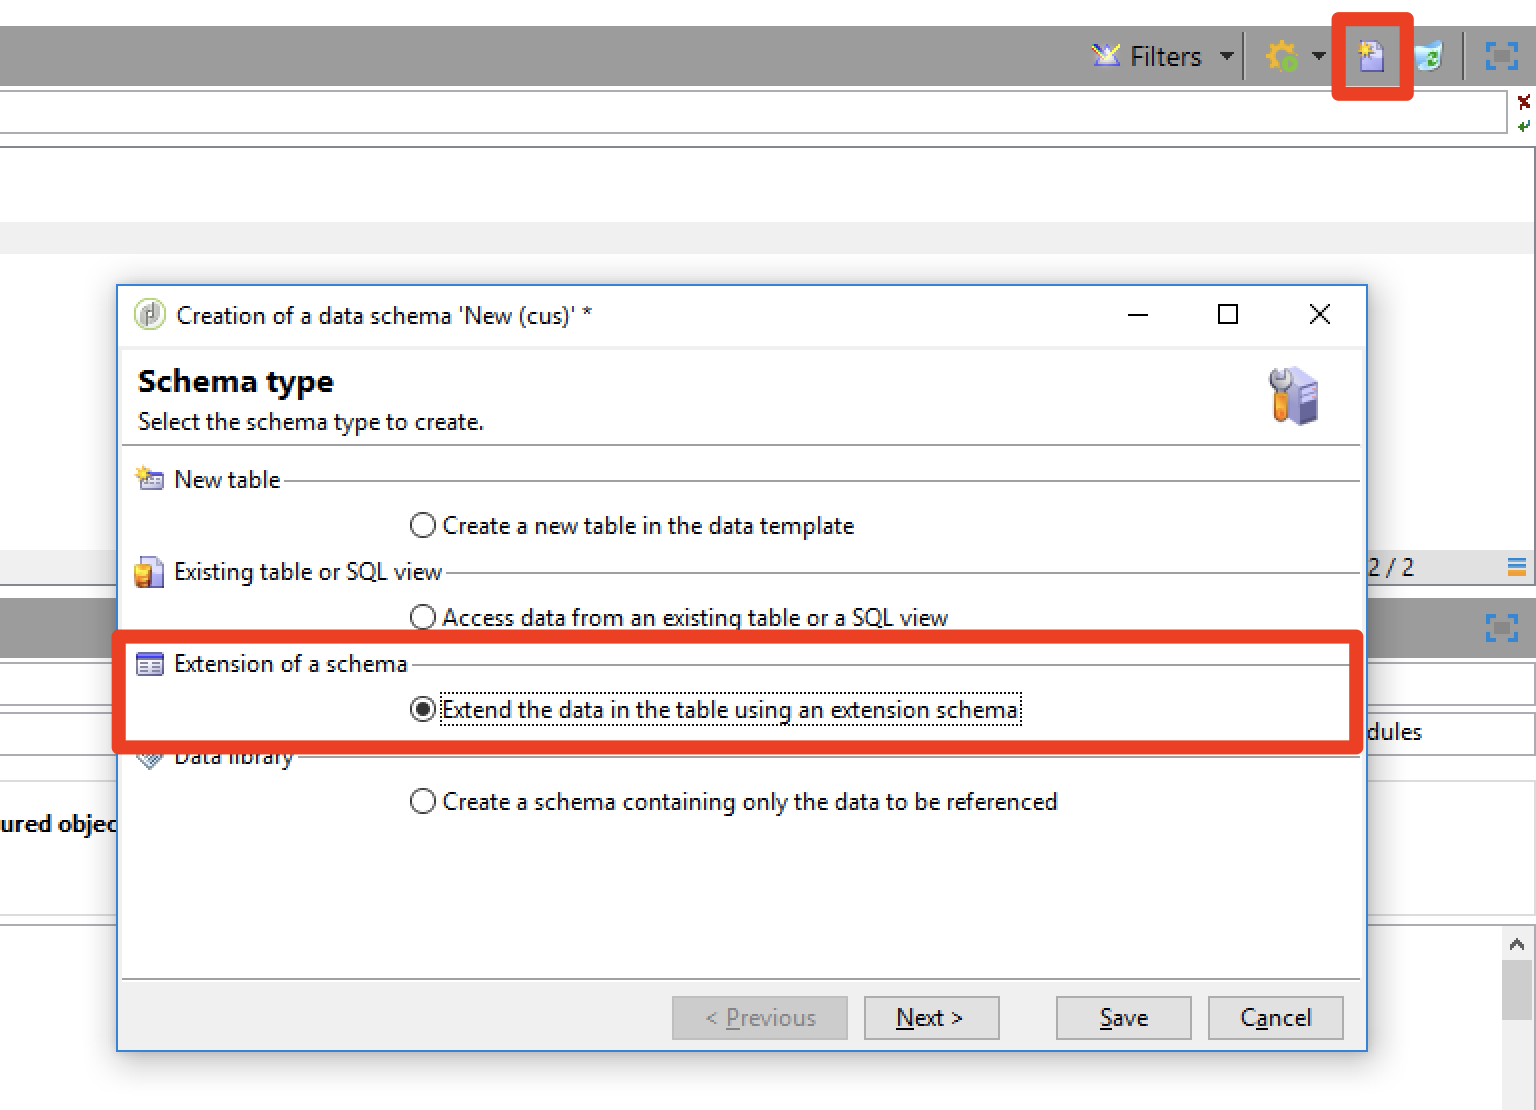 Filters
Creation of a data schema 'New (cus)' *
Schema type
Select the schema type to create.
New table
Create a new table in the data template
Existing table or SQL view
2 / 2
Access data from an existing table or a SQL view
Extension of a schema
Extend the data in the table using an extension schema
dules
Data library
Create a schema containing only the data to be referenced
ured objec
< Previous
Next >
Save
Cancel